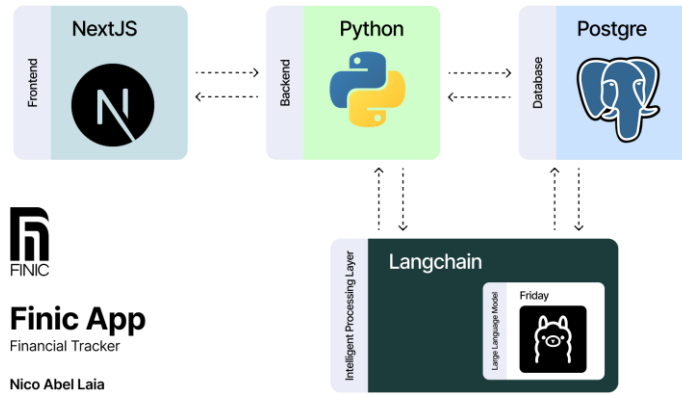 NextJS
Frontend
Python
Backend
Postgre
Database
Langchain
Intelligent Processing Layer
Friday
Large Language Model
FINIC
Finic App
Financial Tracker
Nico Abel Laia